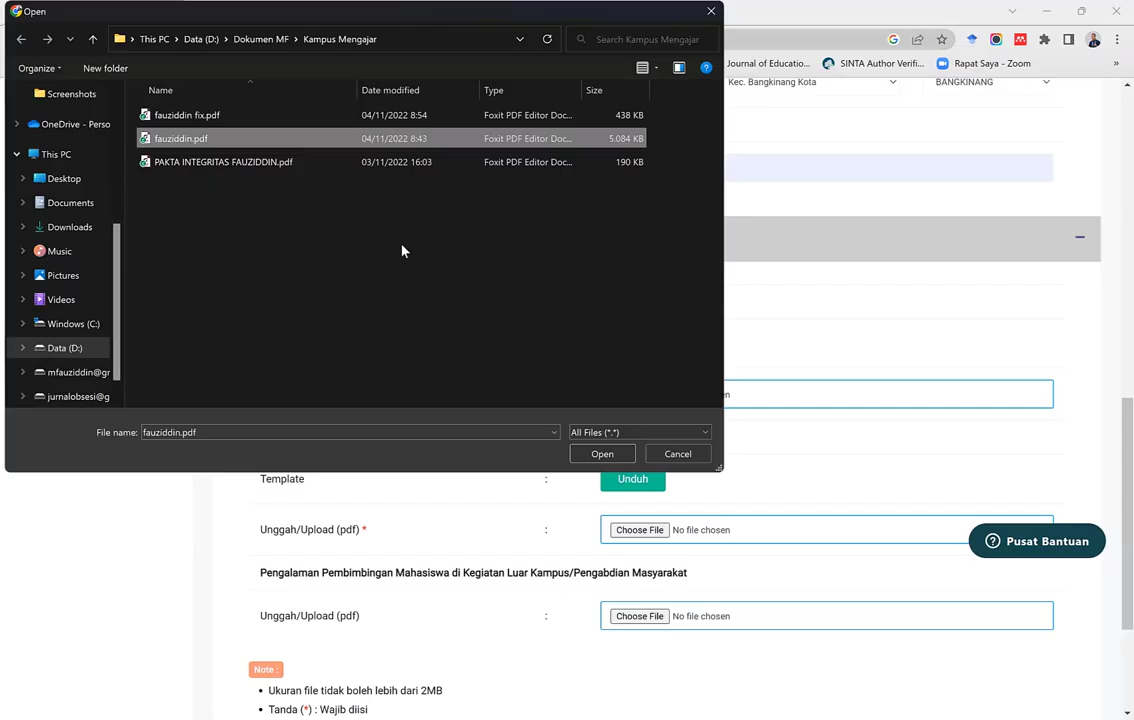 Open
This PC > Data (D:) > Dokumen MF > Kampus Mengajar
Search Kampus Mengajar
Organize
New folder
Journal of Educatio...
SINTA Author Verifi...
Rapat Saya - Zoom
»
Kec. Bangkinang Kota
BANGKINANG
Name
Date modified
Type
Size
Screenshots
OneDrive - Perso
This PC
Desktop
Documents
Downloads
Music
Pictures
Videos
Windows (C:)
Data (D:)
mfauziddin@gr
jurnalobsesi@g
fauziddin fix.pdf 04/11/2022 8:54 Foxit PDF Editor Doc... 438 KB
fauziddin.pdf 04/11/2022 8:43 Foxit PDF Editor Doc... 5.084 KB
PAKTA INTEGRITAS FAUZIDDIN.pdf 03/11/2022 16:03 Foxit PDF Editor Doc... 190 KB
en
File name: fauziddin.pdf
All Files (*.*)
Open
Cancel
Template : Unduh
Unggah/Upload (pdf) * : Choose File No file chosen
Pusat Bantuan
Pengalaman Pembimbingan Mahasiswa di Kegiatan Luar Kampus/Pengabdian Masyarakat
Unggah/Upload (pdf) : Choose File No file chosen
Note :
• Ukuran file tidak boleh lebih dari 2MB
• Tanda (*) : Wajib diisi